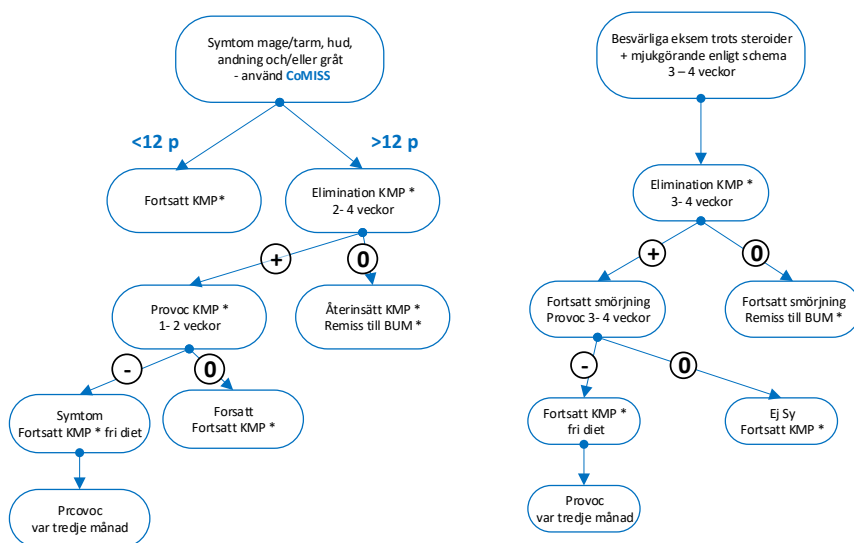 Symtom mage/tarm, hud,
andning och/eller gråt
- använd CoMISS
<12 p
>12 p
Fortsatt KMP*
Elimination KMP *
2- 4 veckor
+
0
Provoc KMP *
1- 2 veckor
Återinsätt KMP *
Remiss till BUM *
-
0
Symtom
Fortsatt KMP * fri diet
Forsatt
Fortsatt KMP *
Prcovoc
var tredje månad
Besvärliga eksem trots steroider
+ mjukgörande enligt schema
3 – 4 veckor
Elimination KMP *
3- 4 veckor
+
0
Fortsatt smörjning
Provoc 3- 4 veckor
Fortsatt smörjning
Remiss till BUM *
-
0
Fortsatt KMP *
fri diet
Ej Sy
Fortsatt KMP *
Provoc
var tredje månad